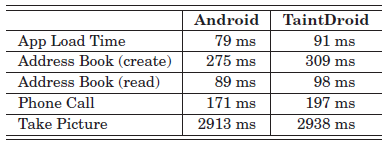 Android TaintDroid
App Load Time 79 ms 91 ms
Address Book (create) 275 ms 309 ms
Address Book (read) 89 ms 98 ms
Phone Call 171 ms 197 ms
Take Picture 2913 ms 2938 ms